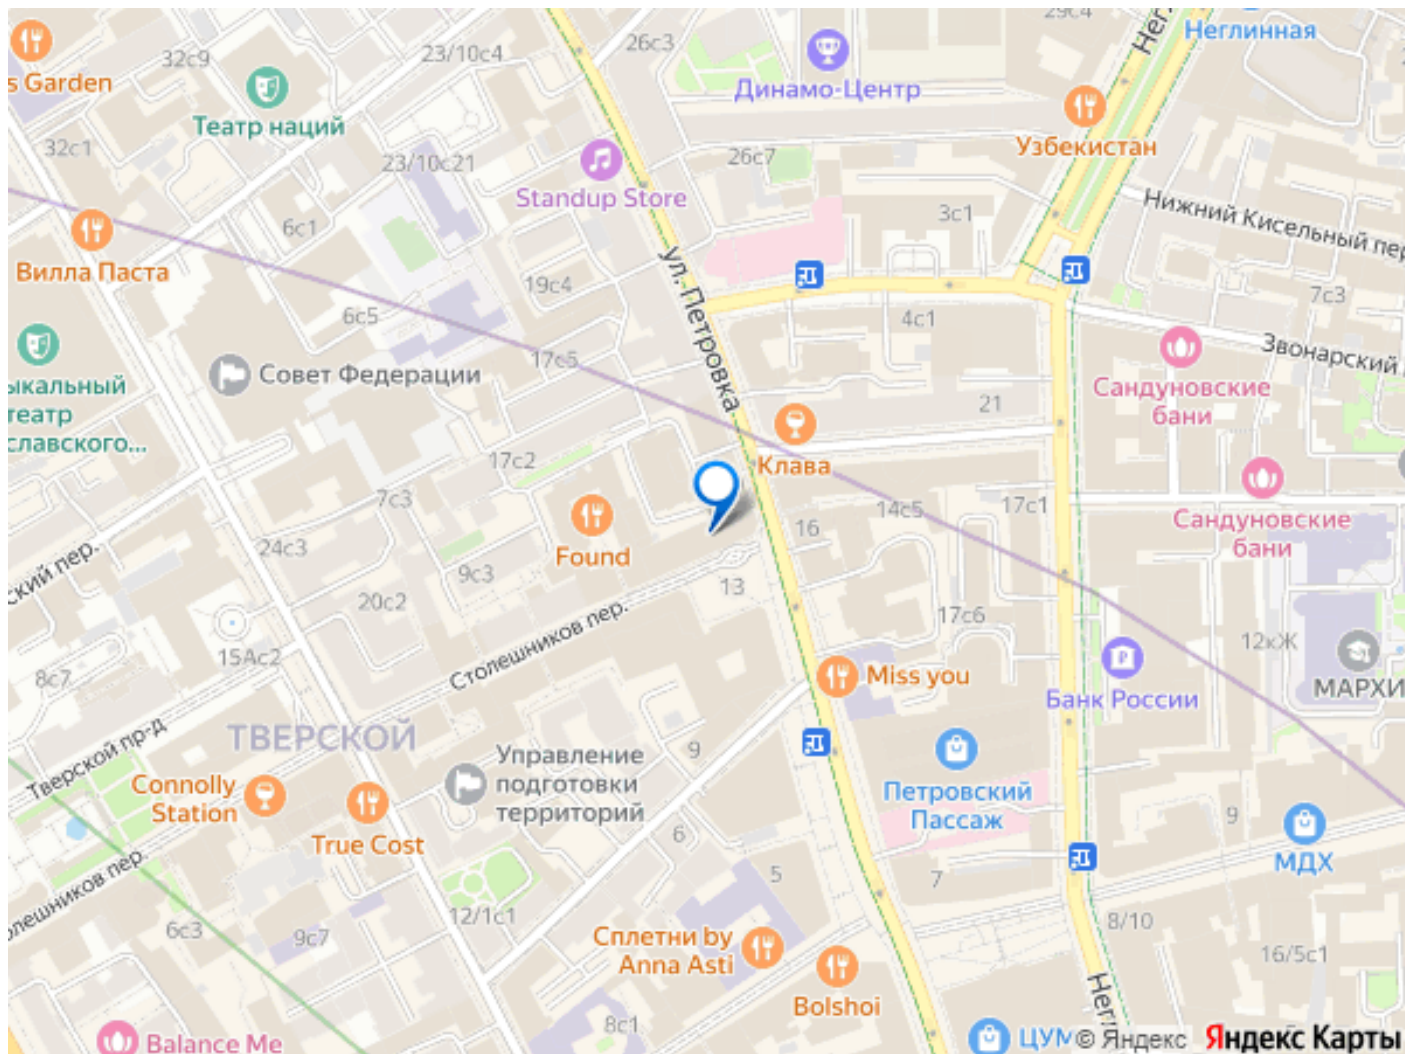 29с4
Неглинная
26с3
23/10с4
32с9
s Garden
Динамо-Центр
Театр наций
Узбекистан
32с1
23/10с21
26с7
Standup Store
Нижний Кисельный пер
3с1
6с1
Вилла Паста
ул. Петровка
19с4
7с3
6с5
4с1
Звонарский
17с5
Совет Федерации
ыкальный
театр
славского...
Сандуновские
бани
21
Клава
17с2
7с3
14с5
17с1
16
Сандуновские
бани
24с3
Found
ский пер.
9с3
13
20с2
Столешников пер.
17с6
12кЖ
15Ас2
8с7
Miss you
МАРХИ
Банк России
ТВЕРСКОЙ
Тверской пр-д
9
Управление
подготовки
территорий
Connolly
Station
Петровский
Пассаж
9
True Cost
6
МДХ
олешников пер.
5
7
12/1с1
8/10
6с3
9с7
Сплетни by
Anna Asti
16/5с1
Bolshoi
Негл
8с1
Balance Me
ЦУМ
© Яндекс
Яндекс Карты